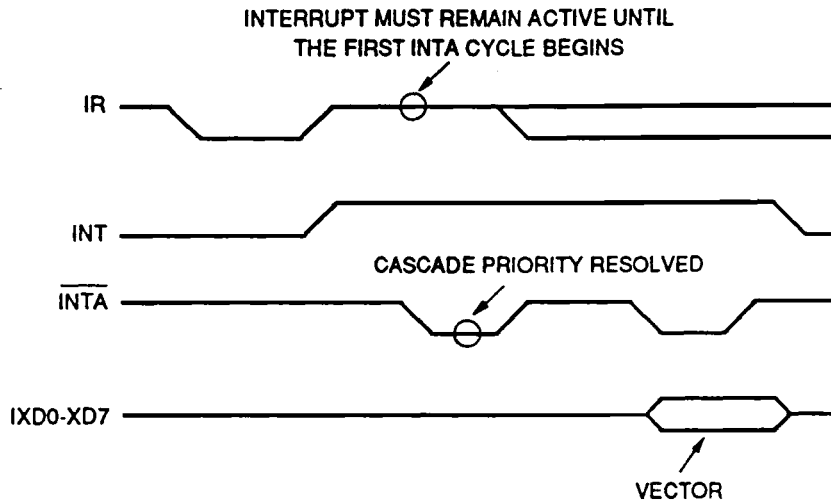 INTERRUPT MUST REMAIN ACTIVE UNTIL
THE FIRST INTA CYCLE BEGINS
IR
INT
CASCADE PRIORITY RESOLVED
INTA
IXD0-XD7
VECTOR